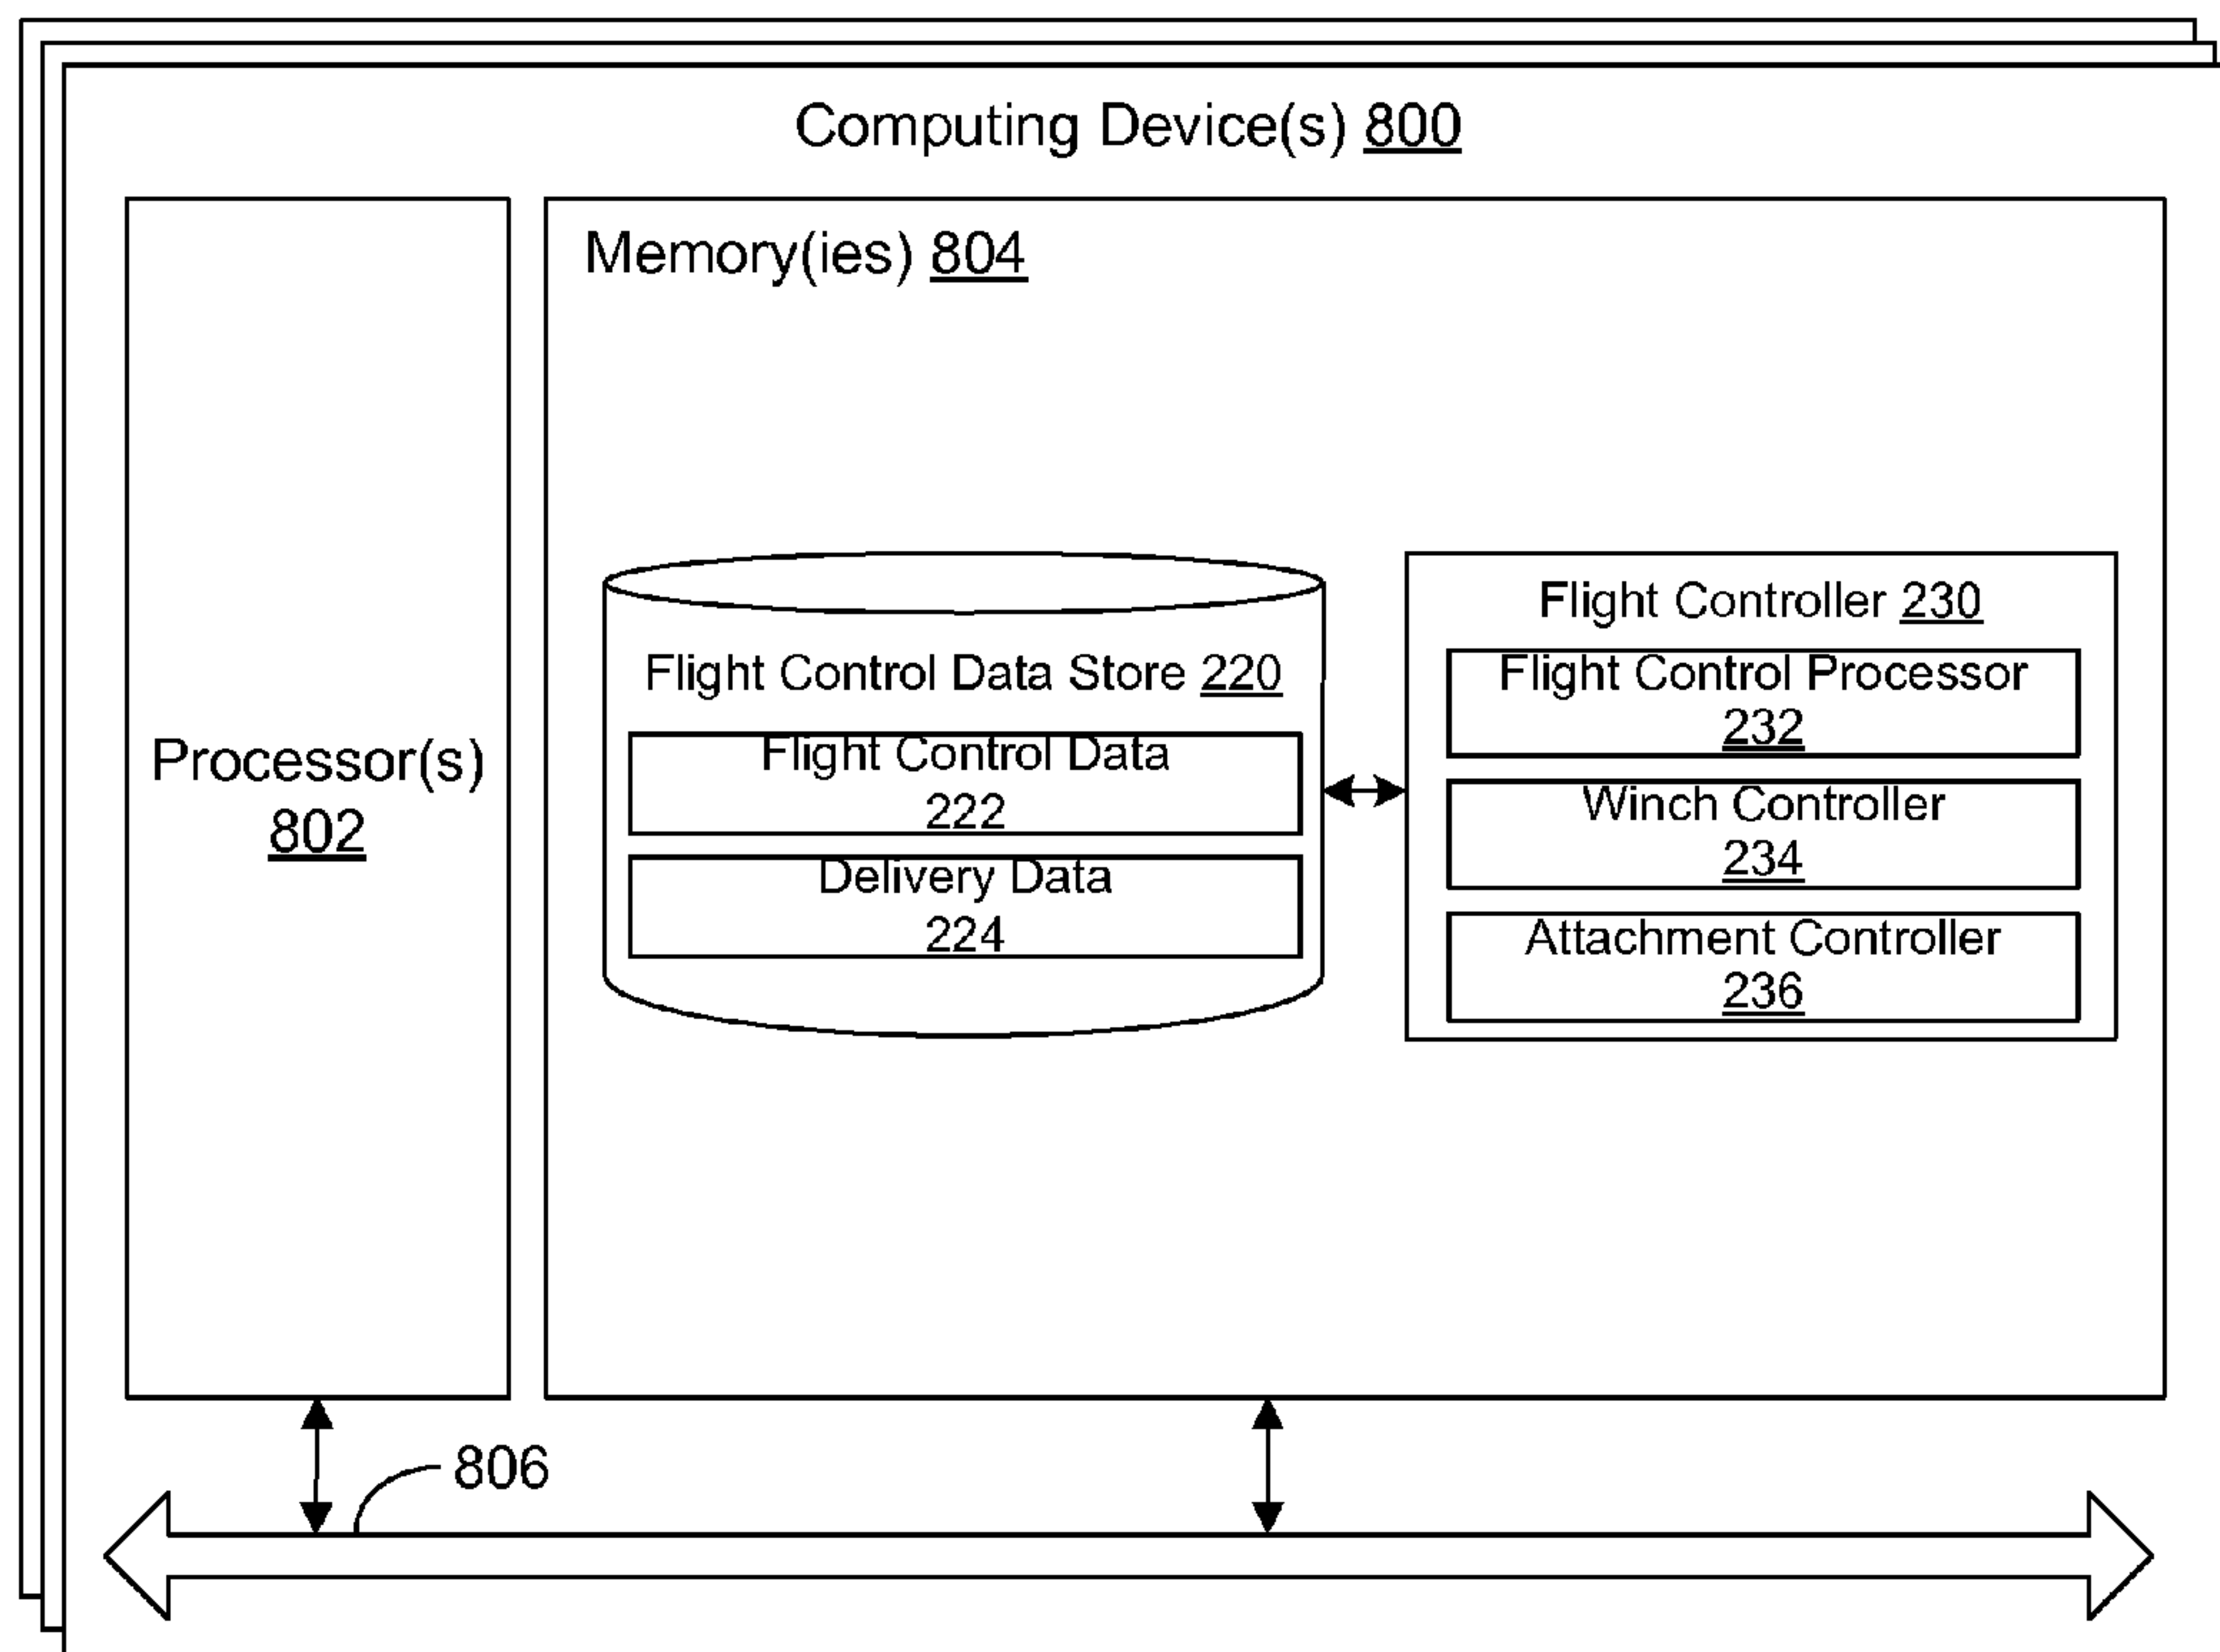 Computing Device(s) 800
Memory(ies) 804
Processor(s)
802
Flight Control Data Store 220
Flight Control Data
222
Delivery Data
224
Flight Controller 230
Flight Control Processor
232
Winch Controller
234
Attachment Controller
236
806